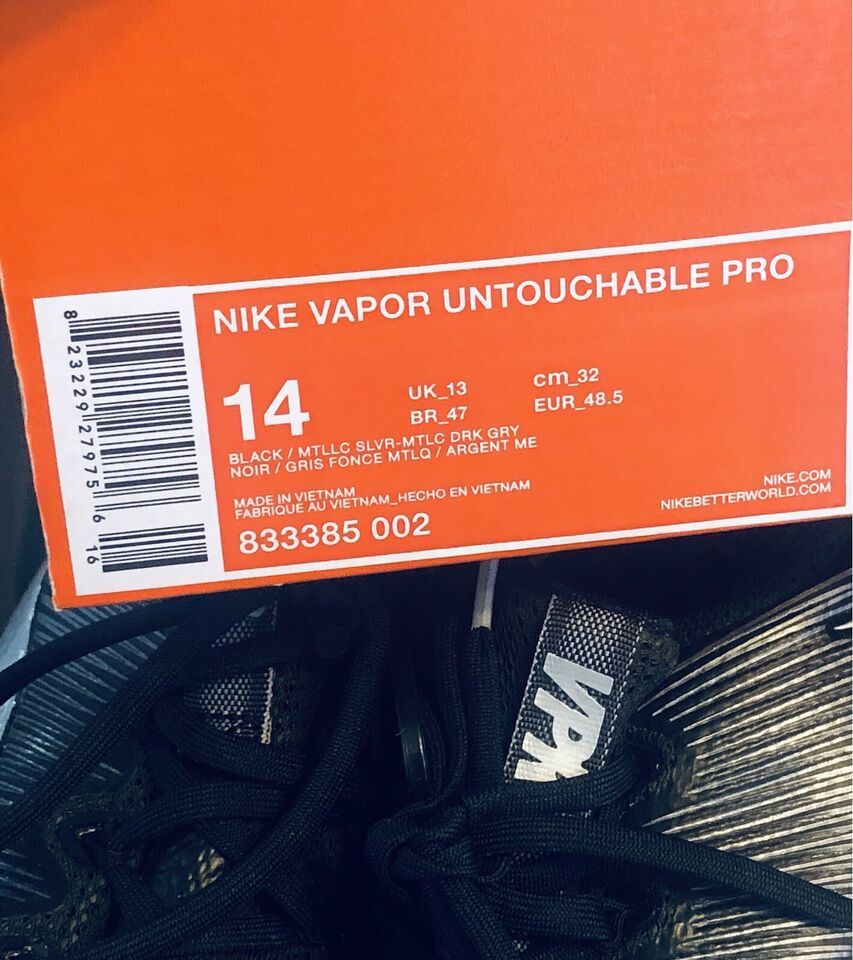 NIKE VAPOR UNTOUCHABLE PRO
14
UK_13
cm_32
BR_47
EUR_48.5
BLACK / MTLLC SLVR-MTLC DRK GRY
NOIR / GRIS FONCE MTLQ / ARGENT ME
MADE IN VIETNAM
FABRIQUE AU VIETNAM_HECHO EN VIETNAM
833385 002
NIKE.COM
NIKEBETTERWORLD.COM
8 23229 27975 6 16